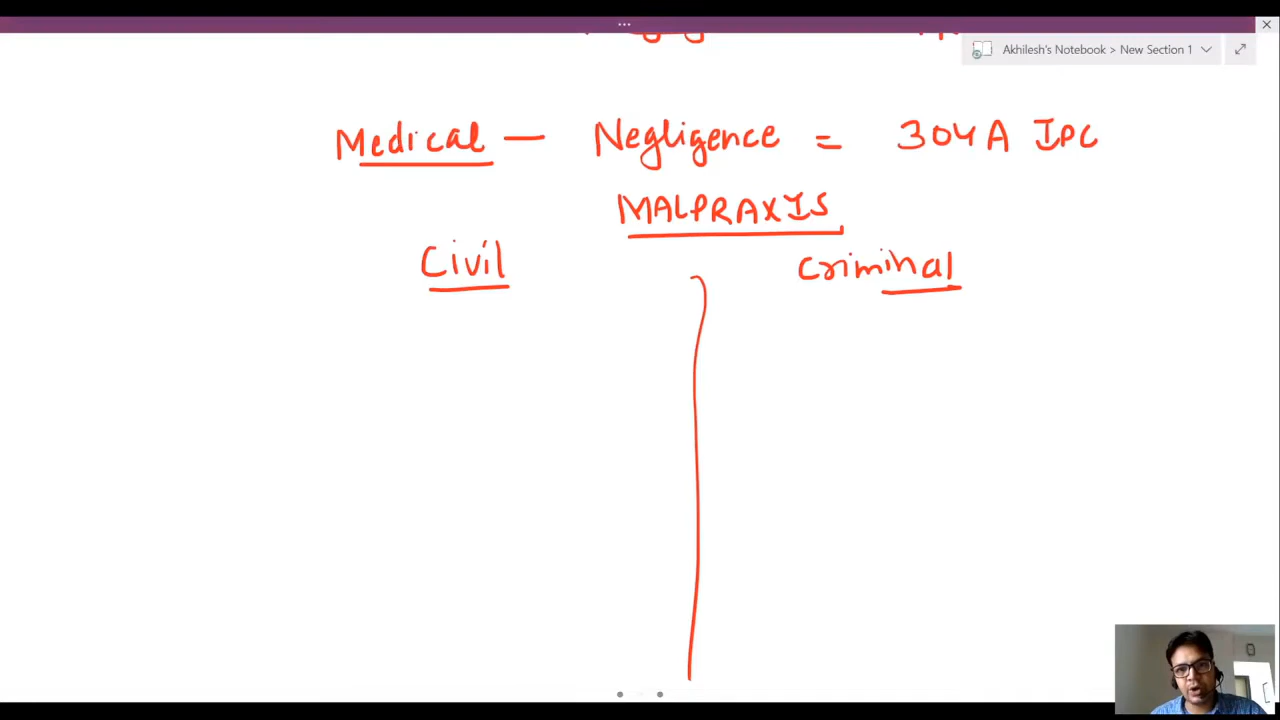 Akhilesh's Notebook > New Section 1
Medical — Negligence = 304A IPC
MALPRAXIS
Civil Criminal